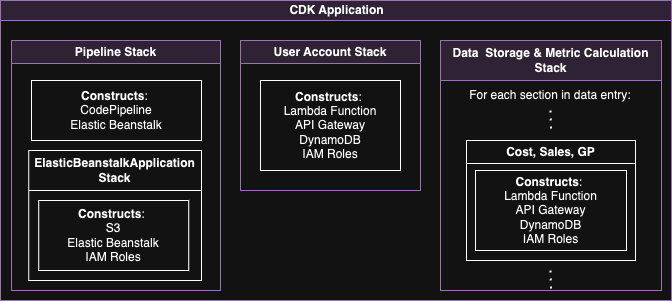 CDK Application
Pipeline Stack
Constructs:
CodePipeline
Elastic Beanstalk
ElasticBeanstalkApplication
Stack
Constructs:
S3
Elastic Beanstalk
IAM Roles
User Account Stack
Constructs:
Lambda Function
API Gateway
DynamoDB
IAM Roles
Data Storage & Metric Calculation
Stack
For each section in data entry:
Cost, Sales, GP
Constructs:
Lambda Function
API Gateway
DynamoDB
IAM Roles